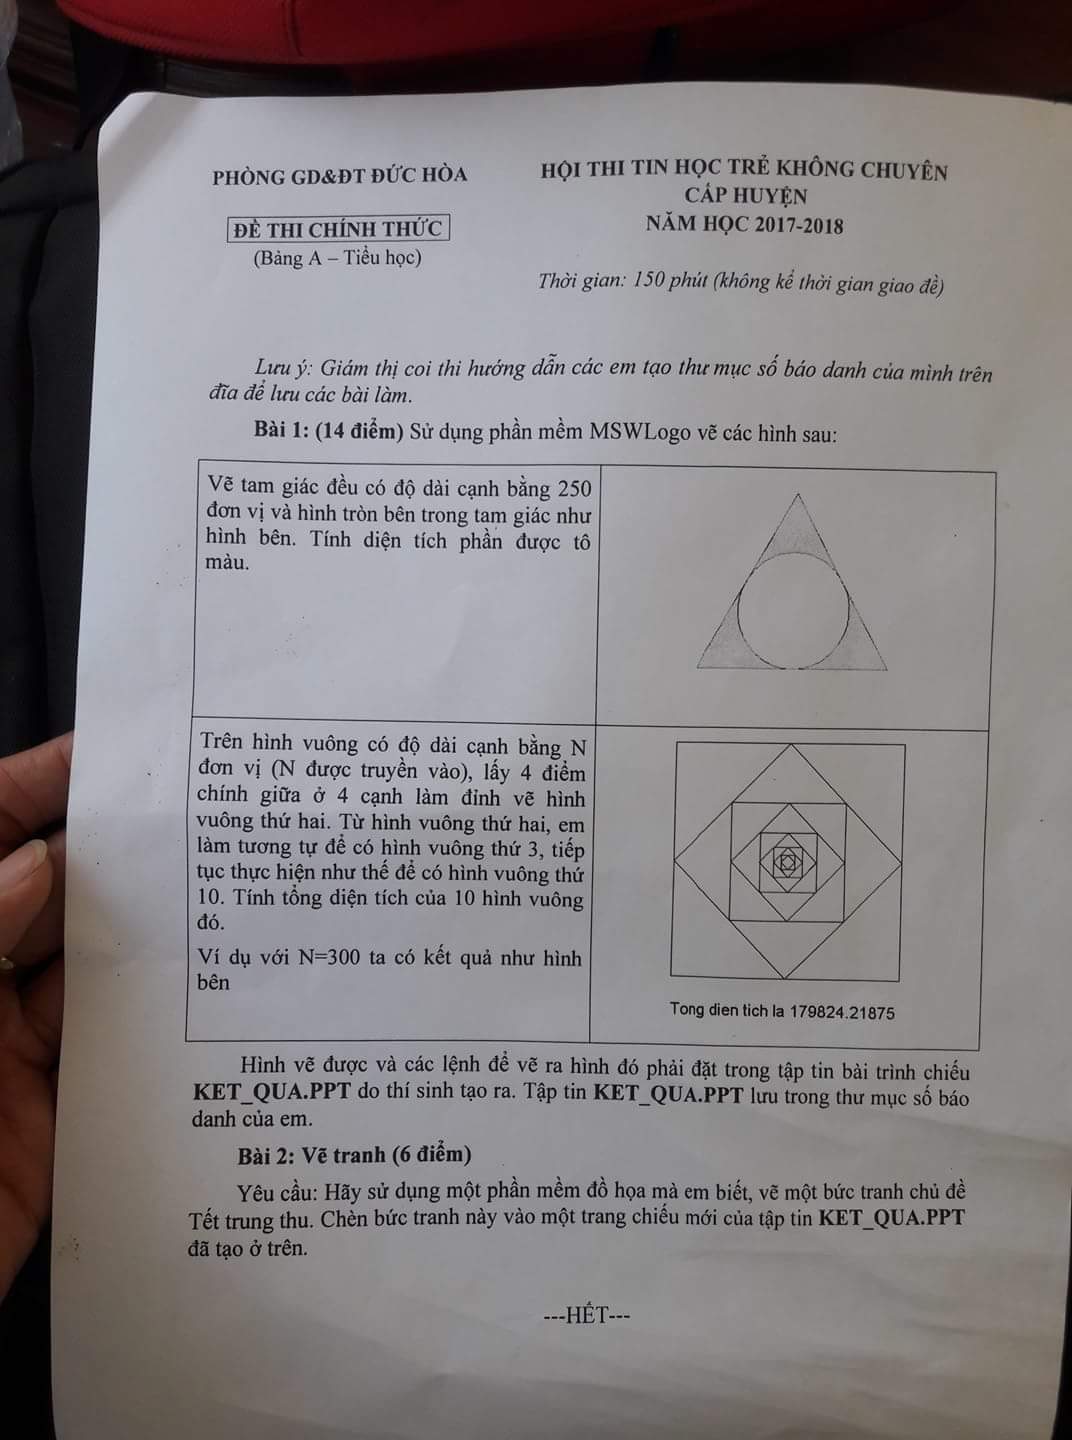 PHÒNG GD&ĐT ĐỨC HÒA
ĐỀ THI CHÍNH THỨC
(Bảng A – Tiểu học)
HỘI THI TIN HỌC TRẺ KHÔNG CHUYÊN
CẤP HUYỆN
NĂM HỌC 2017-2018
Thời gian: 150 phút (không kể thời gian giao đề)
Lưu ý: Giám thị coi thi hướng dẫn các em tạo thư mục số báo danh của mình trên
đĩa để lưu các bài làm.
Bài 1: (14 điểm) Sử dụng phần mềm MSWLogo vẽ các hình sau:
Vẽ tam giác đều có độ dài cạnh bằng 250
đơn vị và hình tròn bên trong tam giác như
hình bên. Tính diện tích phần được tô
màu.
Trên hình vuông có độ dài cạnh bằng N
đơn vị (N được truyền vào), lấy 4 điểm
chính giữa ở 4 cạnh làm đỉnh vẽ hình
vuông thứ hai. Từ hình vuông thứ hai, em
làm tương tự để có hình vuông thứ 3, tiếp
tục thực hiện như thế để có hình vuông thứ
10. Tính tổng diện tích của 10 hình vuông
đó.
Ví dụ với N=300 ta có kết quả như hình
bên
Tong dien tich la 179824.21875
Hình vẽ được và các lệnh để vẽ ra hình đó phải đặt trong tập tin bài trình chiếu
KET_QUA.PPT do thí sinh tạo ra. Tập tin KET_QUA.PPT lưu trong thư mục số báo
danh của em.
Bài 2: Vẽ tranh (6 điểm)
Yêu cầu: Hãy sử dụng một phần mềm đồ họa mà em biết, vẽ một bức tranh chủ đề
Tết trung thu. Chèn bức tranh này vào một trang chiếu mới của tập tin KET_QUA.PPT
đã tạo ở trên.
---HẾT---